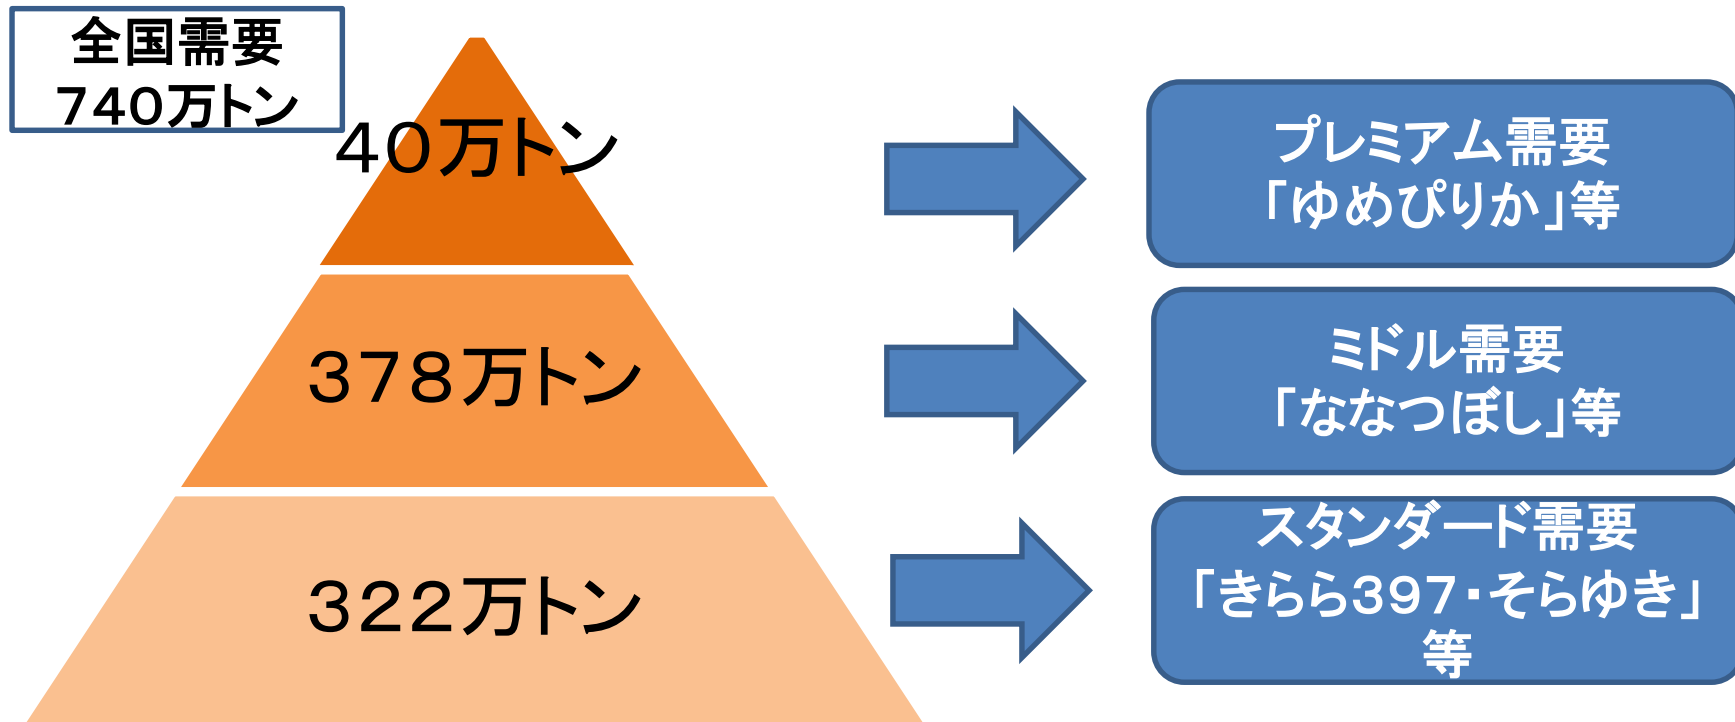 全国需要
７４０万トン
４０万トン
プレミアム需要
「ゆめぴりか」等
３７８万トン
ミドル需要
「ななつぼし」等
３２２万トン
スタンダード需要
「きらら３９７・そらゆき」
等